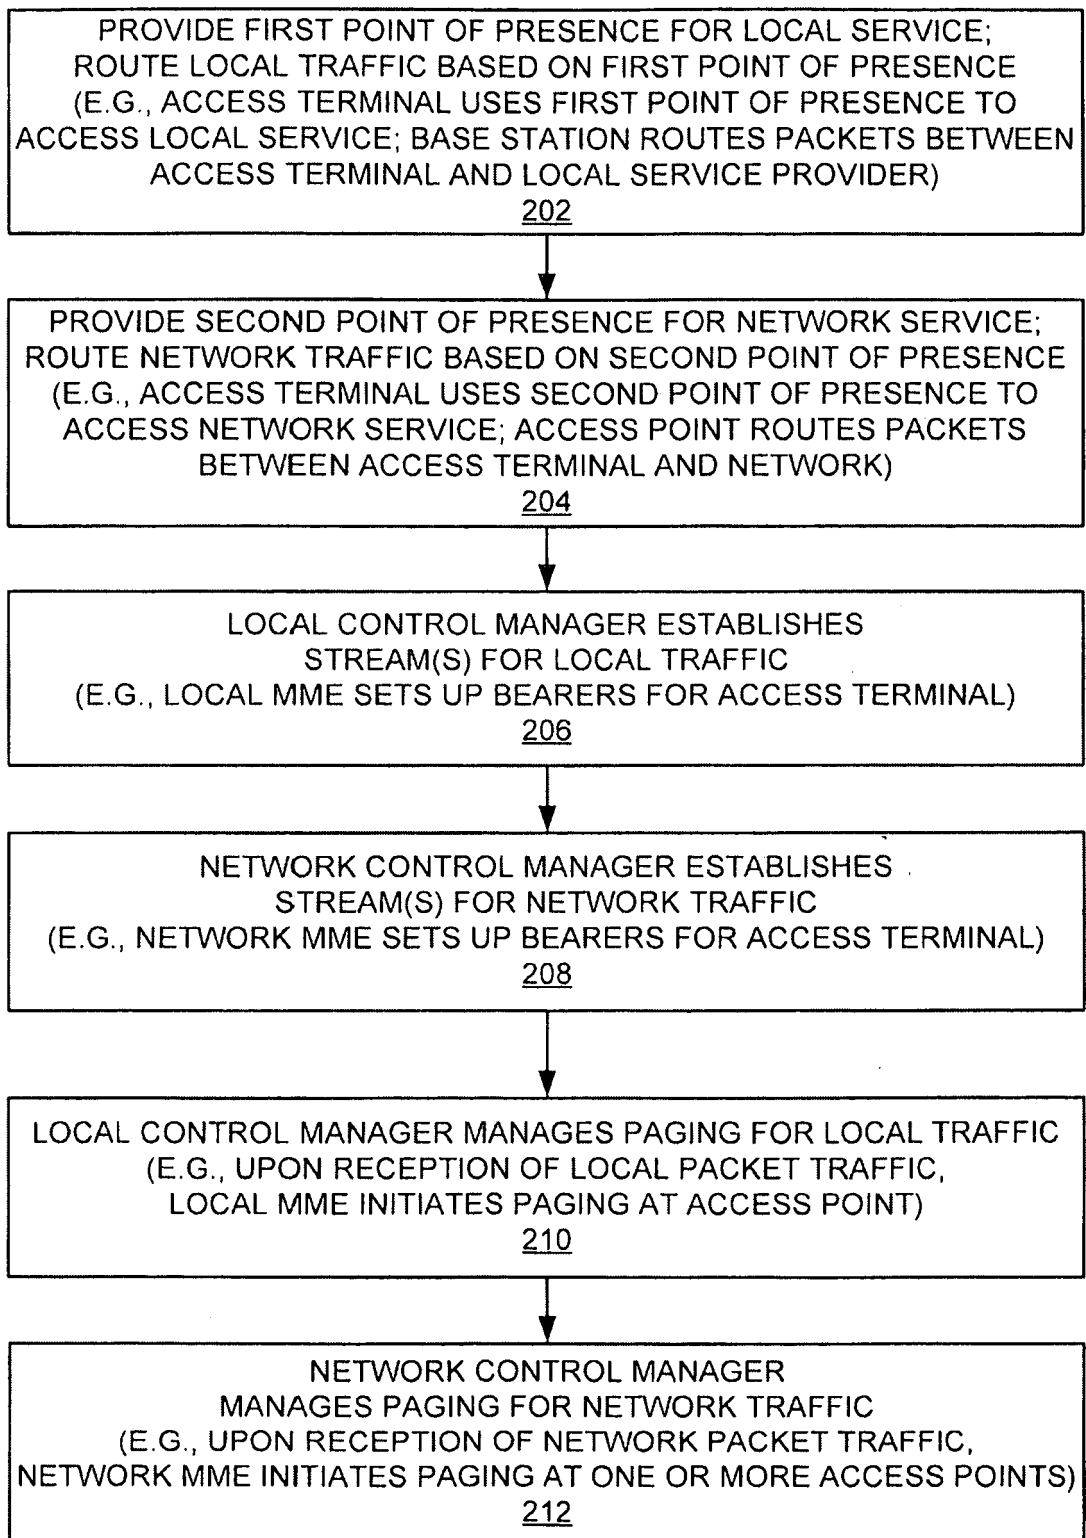 PROVIDE FIRST POINT OF PRESENCE FOR LOCAL SERVICE;
ROUTE LOCAL TRAFFIC BASED ON FIRST POINT OF PRESENCE
(E.G., ACCESS TERMINAL USES FIRST POINT OF PRESENCE TO
ACCESS LOCAL SERVICE; BASE STATION ROUTES PACKETS BETWEEN
ACCESS TERMINAL AND LOCAL SERVICE PROVIDER)
202
PROVIDE SECOND POINT OF PRESENCE FOR NETWORK SERVICE;
ROUTE NETWORK TRAFFIC BASED ON SECOND POINT OF PRESENCE
(E.G., ACCESS TERMINAL USES SECOND POINT OF PRESENCE TO
ACCESS NETWORK SERVICE; ACCESS POINT ROUTES PACKETS
BETWEEN ACCESS TERMINAL AND NETWORK)
204
LOCAL CONTROL MANAGER ESTABLISHES
STREAM(S) FOR LOCAL TRAFFIC
(E.G., LOCAL MME SETS UP BEARERS FOR ACCESS TERMINAL)
206
NETWORK CONTROL MANAGER ESTABLISHES
STREAM(S) FOR NETWORK TRAFFIC
(E.G., NETWORK MME SETS UP BEARERS FOR ACCESS TERMINAL)
208
LOCAL CONTROL MANAGER MANAGES PAGING FOR LOCAL TRAFFIC
(E.G., UPON RECEPTION OF LOCAL PACKET TRAFFIC,
LOCAL MME INITIATES PAGING AT ACCESS POINT)
210
NETWORK CONTROL MANAGER
MANAGES PAGING FOR NETWORK TRAFFIC
(E.G., UPON RECEPTION OF NETWORK PACKET TRAFFIC,
NETWORK MME INITIATES PAGING AT ONE OR MORE ACCESS POINTS)
212